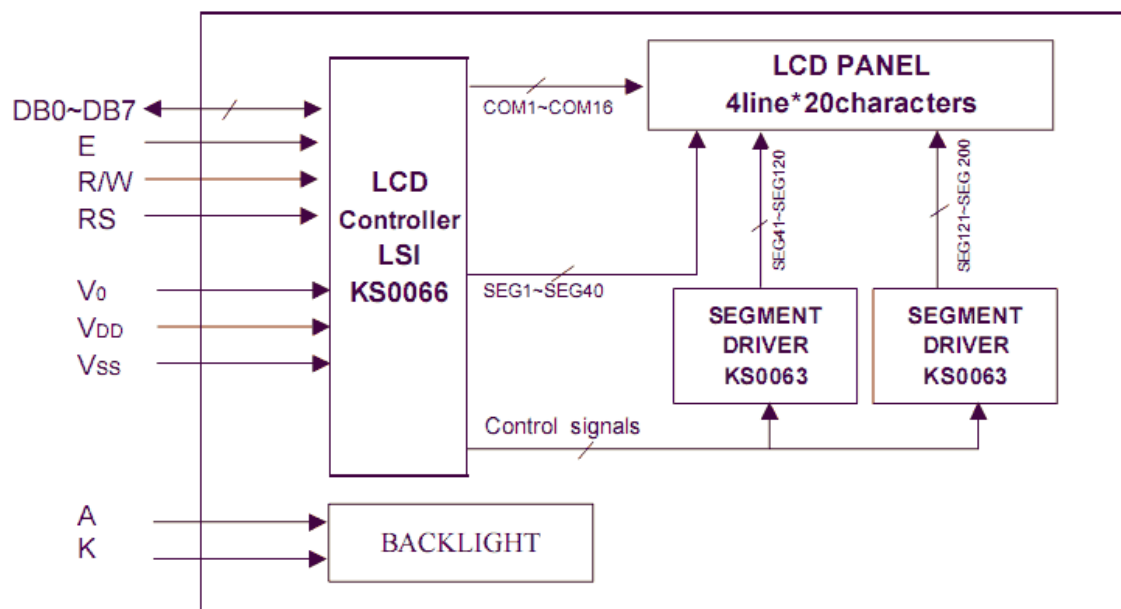 DB0~DB7
E
R/W
RS
V0
VDD
VSS
A
K
LCD
Controller
LSI
KS0066
COM1~COM16
SEG1~SEG40
Control signals
LCD PANEL
4line*20characters
SEG41~SEG120
SEG121~SEG 200
SEGMENT
DRIVER
KS0063
SEGMENT
DRIVER
KS0063
BACKLIGHT